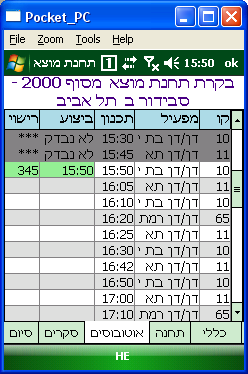 Pocket_PC
File Zoom Tools Help
תחנת מוצא 1 15:50 ok
בקרת תחנת מוצא מסוף 2000 -
סבידור ב תל אביב
קו מפעיל תכנון ביצוע רישוי
10 דן/דן בת י 15:30 לא נבדק ***
11 דן/דן תא 15:45 לא נבדק ***
10 דן/דן בת י 15:50 15:50 345
11 דן/דן תא 16:05
10 דן/דן בת י 16:10
65 דן/דן רמת 16:20
11 דן/דן תא 16:25
10 דן/דן בת י 16:30
11 דן/דן תא 16:42
10 דן/דן בת י 16:50
11 דן/דן תא 17:00
65 דן/דן רמת 17:10
כללי תחנה אוטובוסים סקרים סיום
HE